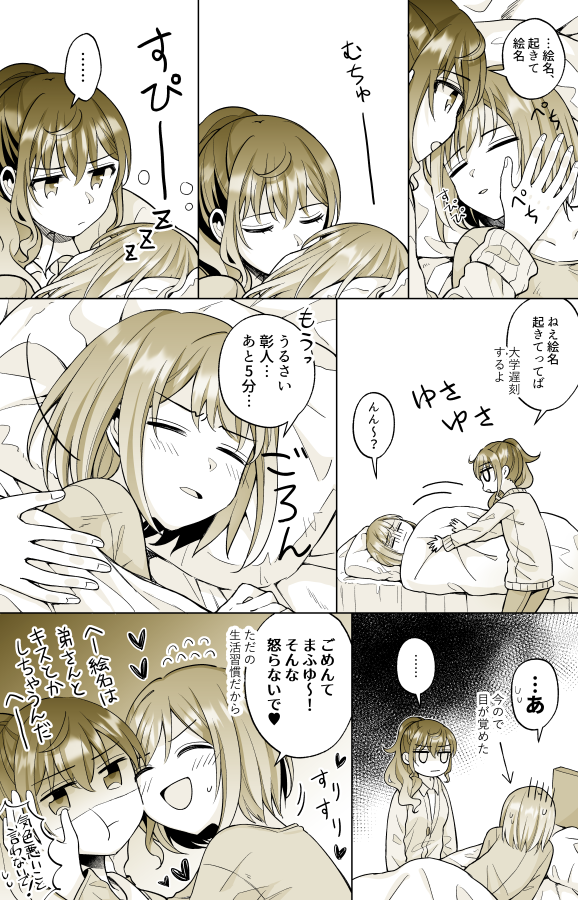 …絵名、
起きて
絵名
ぺち
ぺち
すぴぴ
むちゅー
すぴー
zzz
……
ねえ絵名
起きてってば
大学遅刻
するよ
ゆさ
ゆさ
んん〜?
もうっ
うるさい
彰人…
あと5分…
ごろん
…あ
……
今ので
目が覚めた
ごめんて
まふゆ〜!
そんな
怒らないで♥
ただの
生活習慣だから
すりすり
へー絵名は
弟さんと
キスとか
しちゃうんだ
へー
気色悪いこと
言わないで!